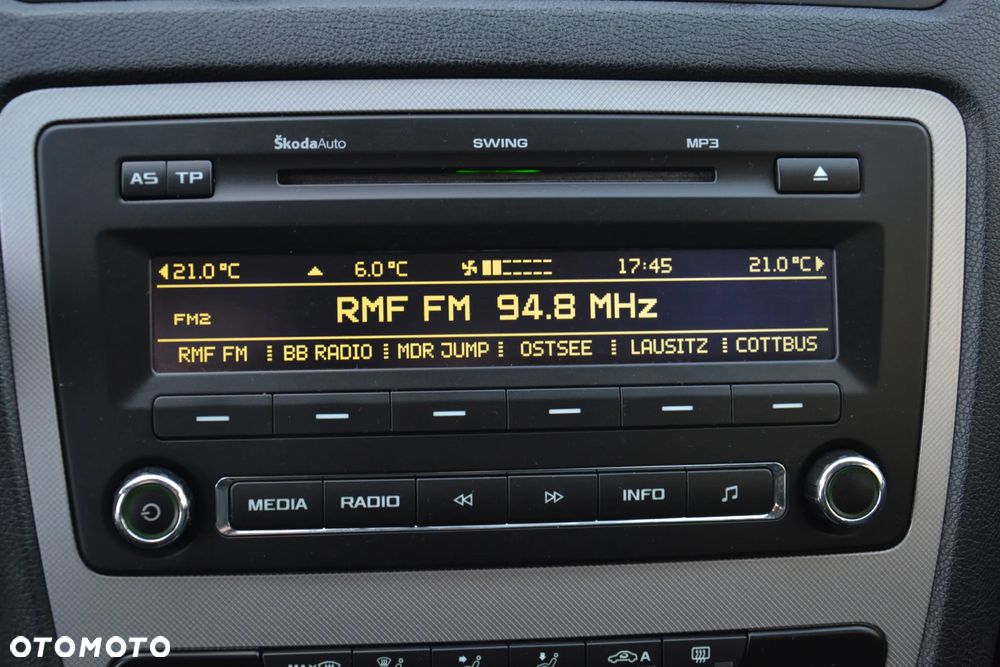 ŠkodaAuto SWING MP3
AS TP
21.0°C 6.0°C 17:45 21.0°C
FM2 RMF FM 94.8 MHz
RMF FM BB RADIO MDR JUMP OSTSEE LAUSITZ COTTBUS
MEDIA RADIO INFO
OTOMOTO
A